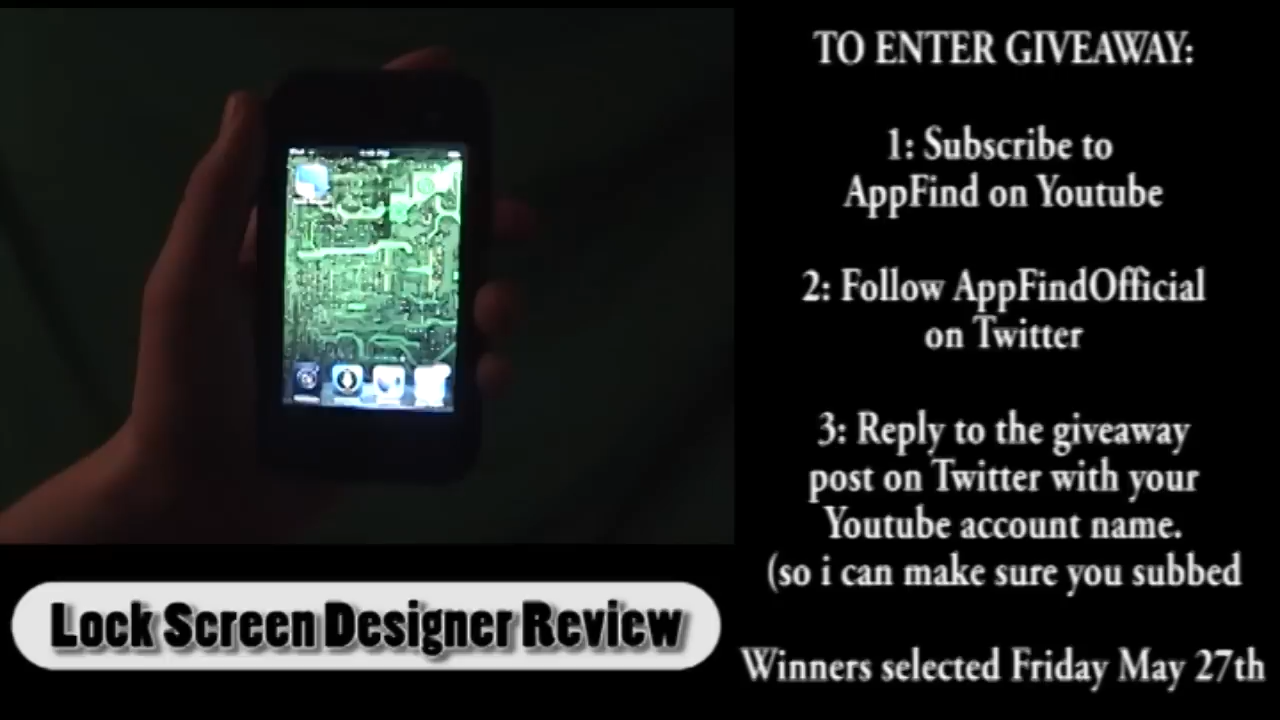 TO ENTER GIVEAWAY:
1: Subscribe to
AppFind on Youtube
2: Follow AppFindOfficial
on Twitter
3: Reply to the giveaway
post on Twitter with your
Youtube account name.
(so i can make sure you subbed
Winners selected Friday May 27th
Lock Screen Designer Review